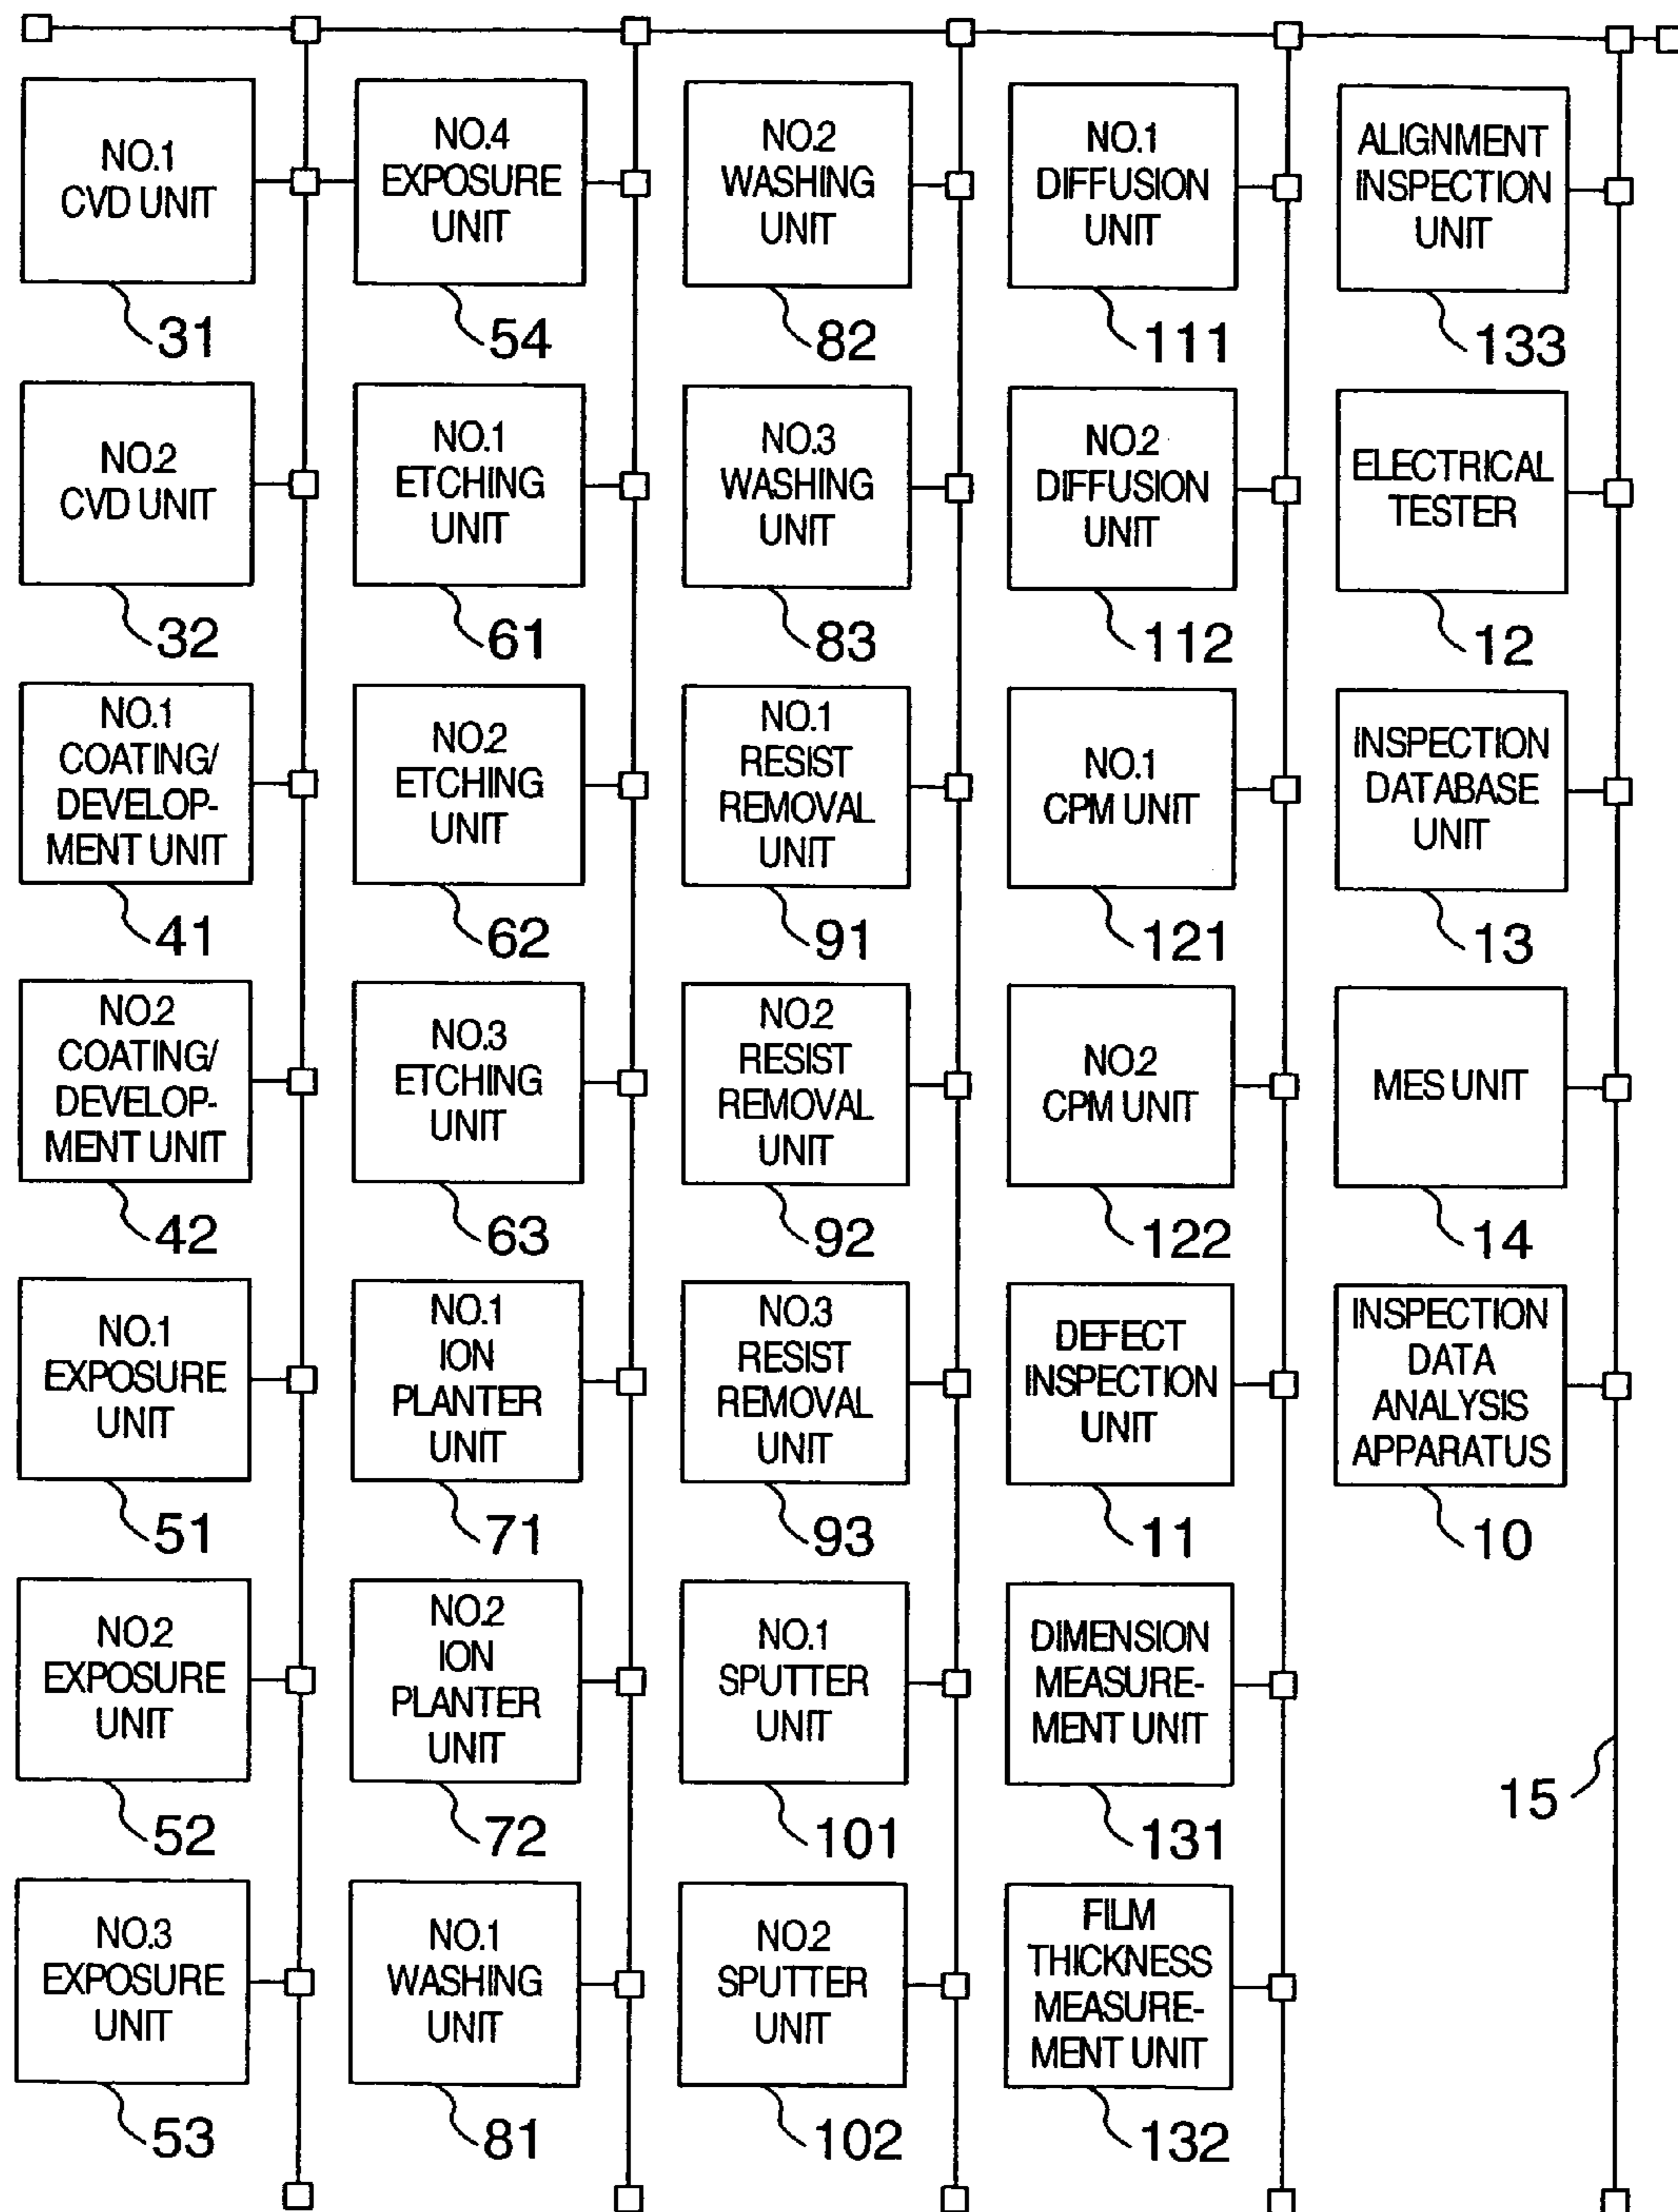 NO.1
CVD UNIT
31
NO.2
CVD UNIT
32
NO.1
COATING/
DEVELOP-
MENT UNIT
41
NO.2
COATING/
DEVELOP-
MENT UNIT
42
NO.1
EXPOSURE
UNIT
51
NO.2
EXPOSURE
UNIT
52
NO.3
EXPOSURE
UNIT
53
NO.4
EXPOSURE
UNIT
54
NO.1
ETCHING
UNIT
61
NO.2
ETCHING
UNIT
62
NO.3
ETCHING
UNIT
63
NO.1
ION
PLANTER
UNIT
71
NO.2
ION
PLANTER
UNIT
72
NO.1
WASHING
UNIT
81
NO.2
WASHING
UNIT
82
NO.3
WASHING
UNIT
83
NO.1
RESIST
REMOVAL
UNIT
91
NO.2
RESIST
REMOVAL
UNIT
92
NO.3
RESIST
REMOVAL
UNIT
93
NO.1
SPUTTER
UNIT
101
NO.2
SPUTTER
UNIT
102
NO.1
DIFFUSION
UNIT
111
NO.2
DIFFUSION
UNIT
112
NO.1
CPM UNIT
121
NO.2
CPM UNIT
122
DEFECT
INSPECTION
UNIT
11
DIMENSION
MEASURE-
MENT UNIT
131
FILM
THICKNESS
MEASURE-
MENT UNIT
132
ALIGNMENT
INSPECTION
UNIT
133
ELECTRICAL
TESTER
12
INSPECTION
DATABASE
UNIT
13
MES UNIT
14
INSPECTION
DATA
ANALYSIS
APPARATUS
10
15